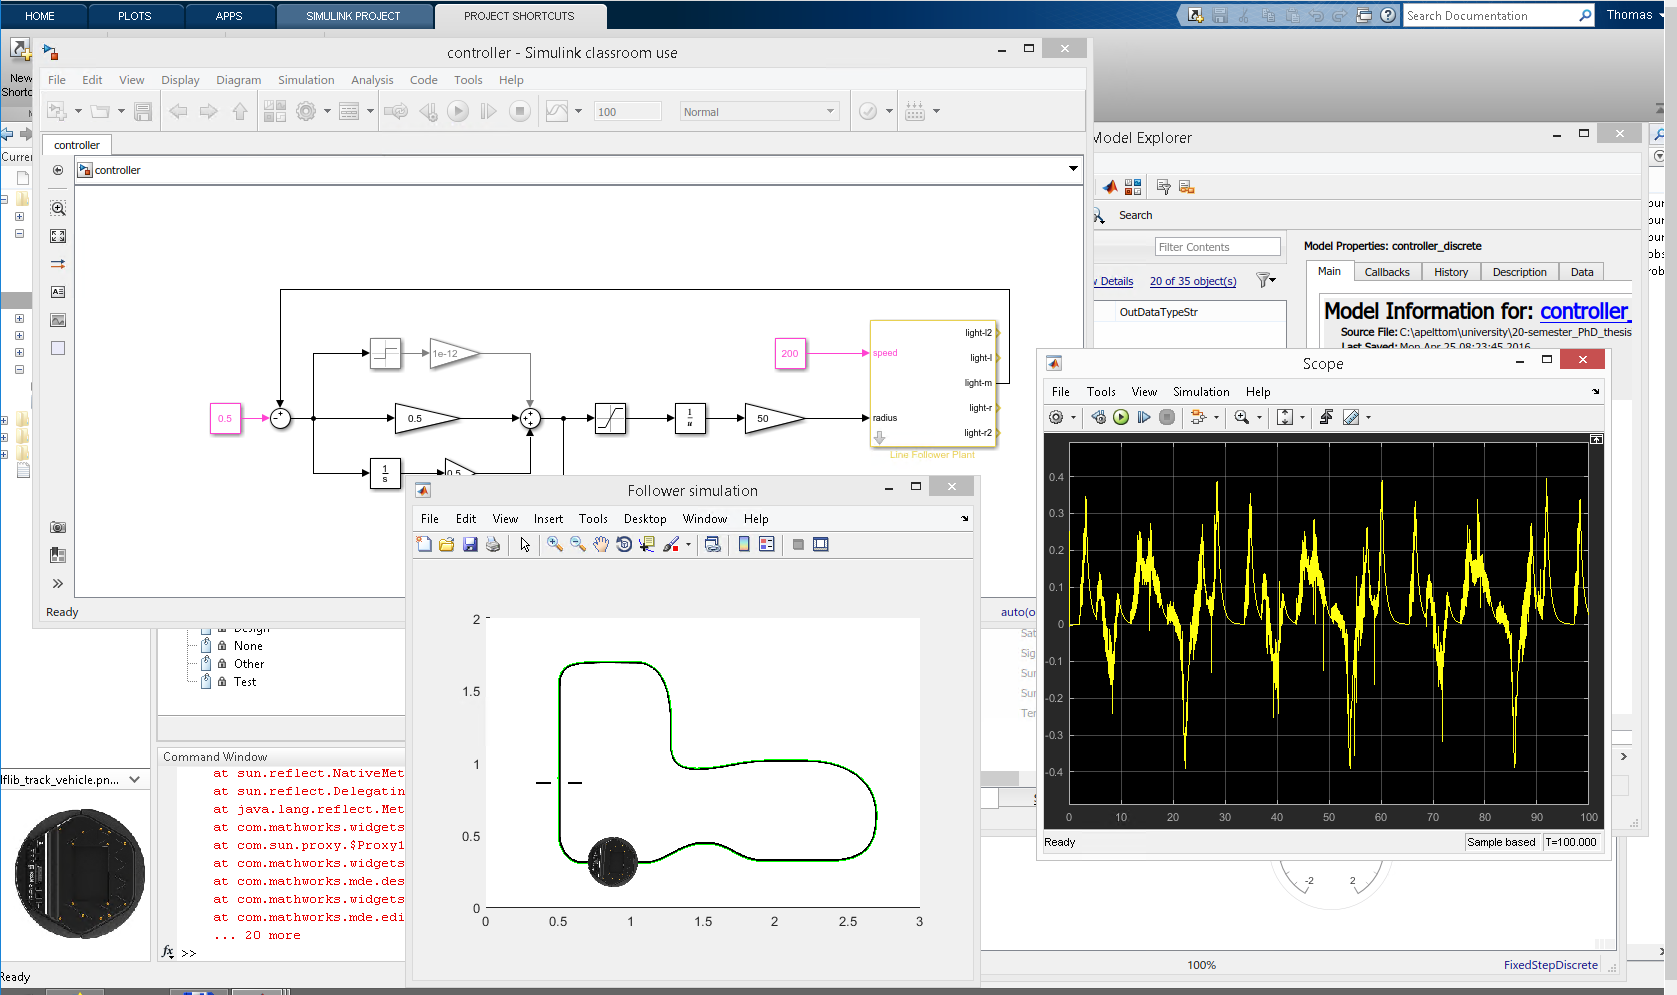 HOME PLOTS APPS SIMULINK PROJECT PROJECT SHORTCUTS
Search Documentation Thomas
New
controller - Simulink classroom use
File Edit View Display Diagram Simulation Analysis Code Tools Help
100 Normal
controller
controller
200 speed
0.5
1e-12
0.5
1
s
0.5
1
u
50
radius
light-l2
light-l
light-m
light-r
light-r2
Line Follower Plant
Ready
Model Explorer
Search
Filter Contents
Details 20 of 35 object(s)
OutDataTypeStr
Model Properties: controller_discrete
Main Callbacks History Description Data
Model Information for: controller_
Source File: C:\apelttom\university\20-semester_PhD_thesis
Last Saved: Mon Apr 25 08:23:45 2016
Scope
File Tools View Simulation Help
0.4
0.3
0.2
0.1
0
-0.1
-0.2
-0.3
-0.4
0 10 20 30 40 50 60 70 80 90 100
Ready Sample based T=100.000
Follower simulation
File Edit View Insert Tools Desktop Window Help
2
1.5
1
0.5
0
0 0.5 1 1.5 2 2.5 3
Design
None
Other
Test
Command Window
at sun.reflect.NativeMet
at sun.reflect.Delegatin
at java.lang.reflect.Met
at com.mathworks.widgets
at com.sun.proxy.$Proxy1
at com.mathworks.widgets
at com.mathworks.mde.des
at com.mathworks.widgets
at com.mathworks.mde.edi
... 20 more
fx >>
lflib_track_vehicle.pn...
Ready
auto(o
Sat
Sig
Sur
Sur
Ter
-2 2
100% FixedStepDiscrete